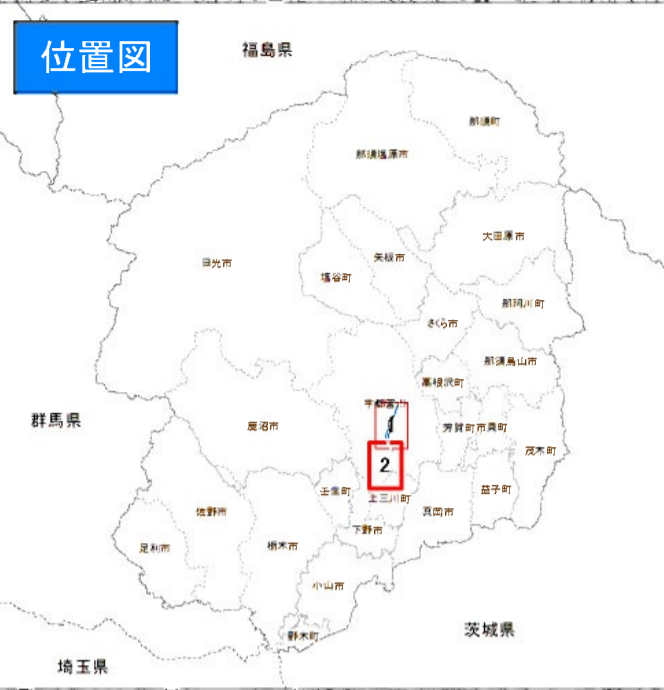 位置図
福島県
那須町
那須塩原市
大田原市
日光市
矢板市
塩谷町
那珂川町
さくら市
那須烏山市
高根沢町
宇都宮市
1
群馬県
鹿沼市
芳賀町
市貝町
茂木町
2
壬生町
上三川町
益子町
真岡市
佐野市
下野市
足利市
栃木市
小山市
野木町
茨城県
埼玉県